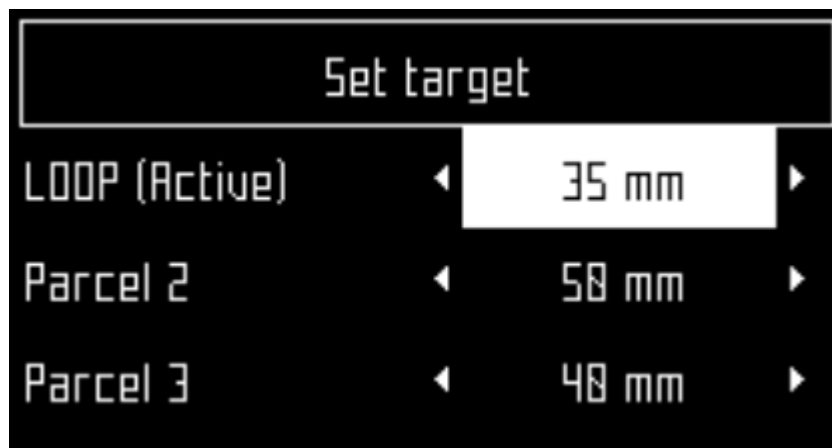 Set target
LOOP (Active) 35 mm
Parcel 2 50 mm
Parcel 3 40 mm